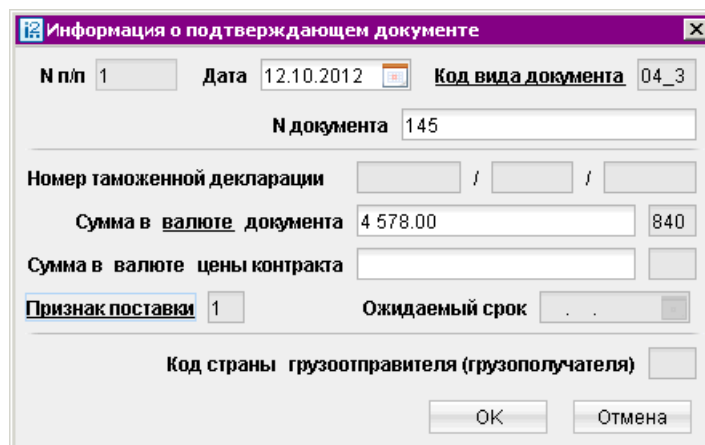 iB2 Информация о подтверждающем документе
N п/п 1 Дата 12.10.2012 Код вида документа 04_3
N документа 145
Номер таможенной декларации / /
Сумма в валюте документа 4 578.00 840
Сумма в валюте цены контракта
Признак поставки 1 Ожидаемый срок . .
Код страны грузоотправителя (грузополучателя)
OK Отмена